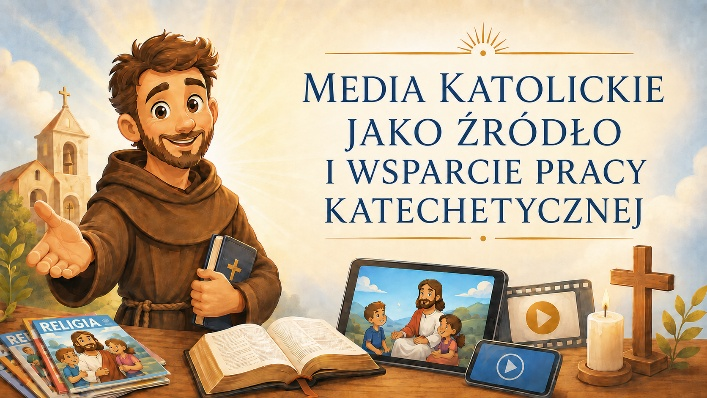 MEDIA KATOLICKIE
JAKO ŹRÓDŁO
I WSPARCIE PRACY
KATECHETYCZNEJ
RELIGIA